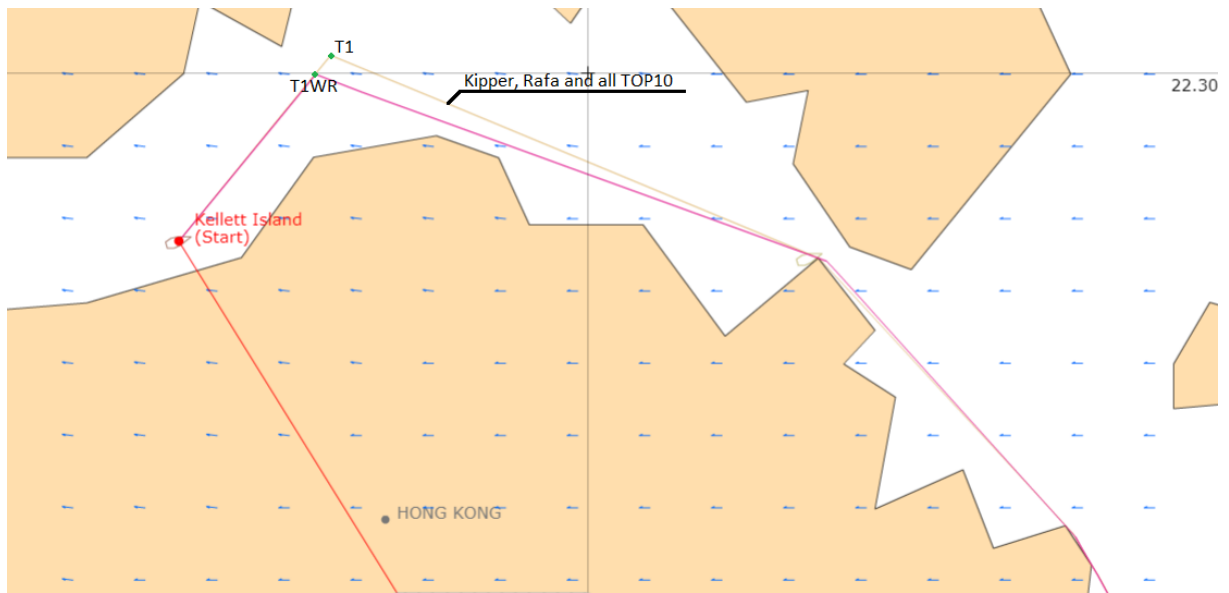 T1
Kipper, Rafa and all TOP10
T1WR
22.30
Kellett Island
(Start)
HONG KONG